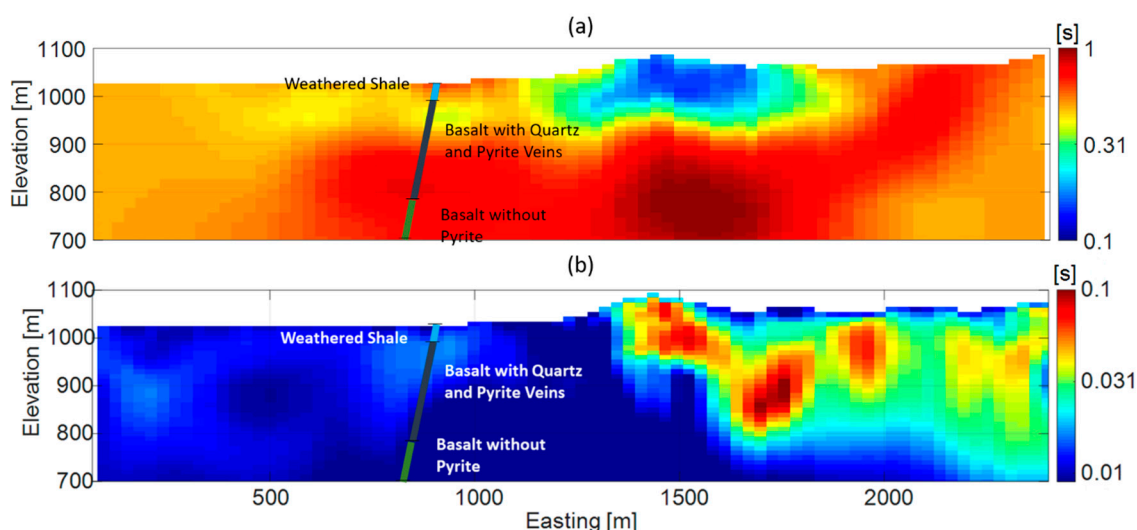 (a)
[s]
1100
1000
900
800
700
Elevation [m]
Weathered Shale
Basalt with Quartz
and Pyrite Veins
Basalt without
Pyrite
1
0.31
0.1
(b)
[s]
1100
1000
900
800
700
Elevation [m]
Weathered Shale
Basalt with Quartz
and Pyrite Veins
Basalt without
Pyrite
0.1
0.031
0.01
500
1000
1500
2000
Easting [m]